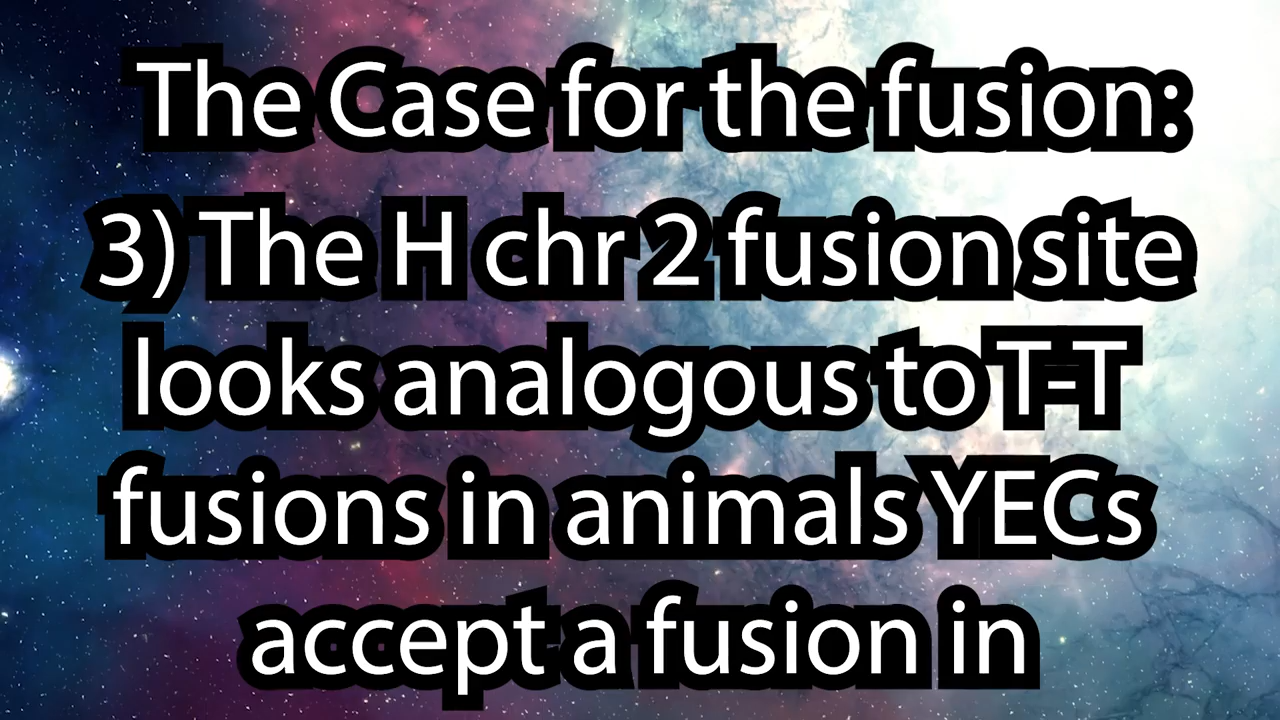 The Case for the fusion:
3) The H chr 2 fusion site
looks analogous to T-T
fusions in animals YECs
accept a fusion in